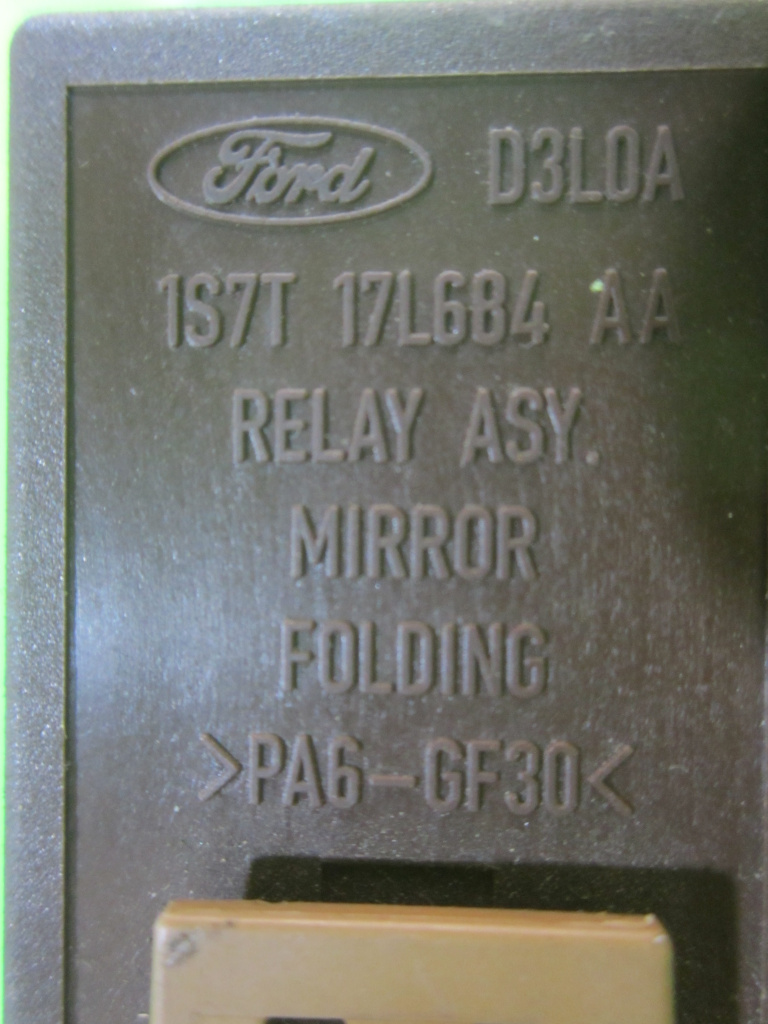 Ford D3L0A
1S7T 17L684 AA
RELAY ASY.
MIRROR
FOLDING
>PA6-GF30<